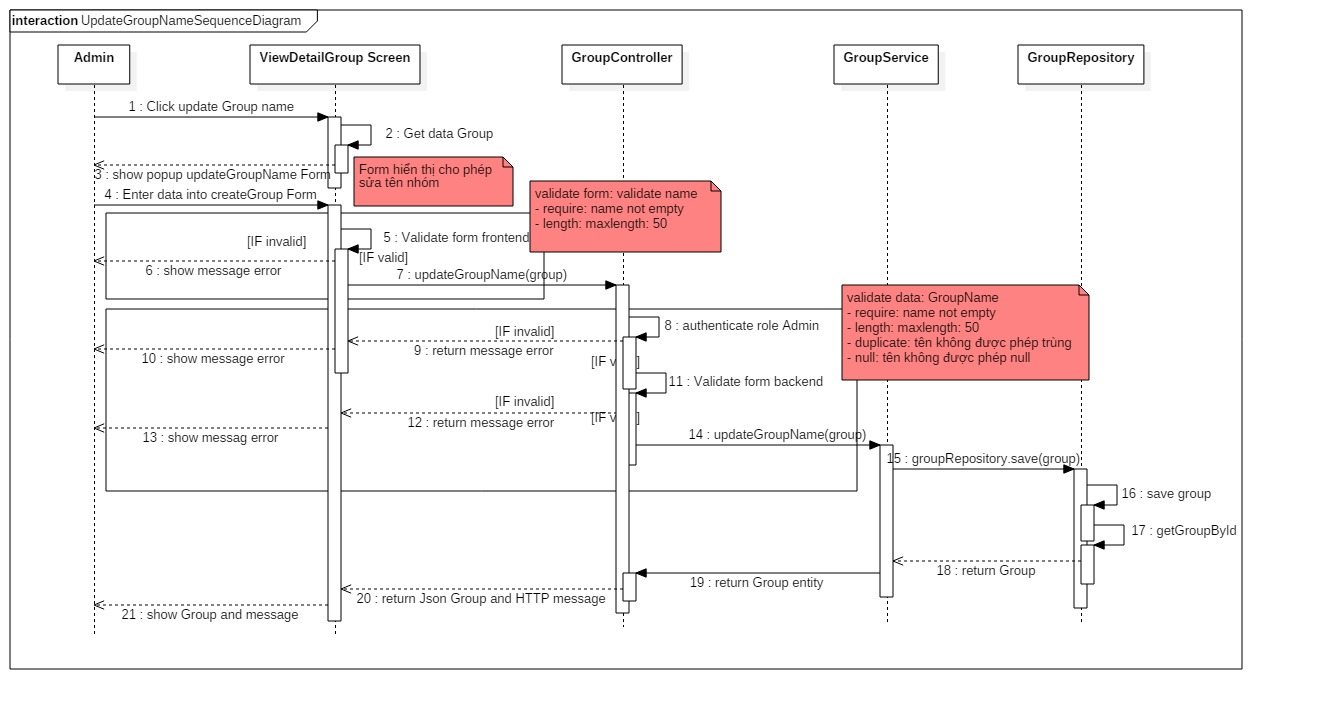 interaction UpdateGroupNameSequenceDiagram
Admin
ViewDetailGroup Screen
GroupController
GroupService
GroupRepository
1 : Click update Group name
2 : Get data Group
3 : show popup updateGroupName Form
Form hiển thị cho phép
sửa tên nhóm
4 : Enter data into createGroup Form
validate form: validate name
- require: name not empty
- length: maxlength: 50
[IF invalid]
5 : Validate form frontend
[IF valid]
6 : show message error
7 : updateGroupName(group)
validate data: GroupName
- require: name not empty
- length: maxlength: 50
- duplicate: tên không được phép trùng
- null: tên không được phép null
8 : authenticate role Admin
[IF invalid]
9 : return message error
10 : show message error
[IF v ]
11 : Validate form backend
[IF invalid]
12 : return message error
[IF v ]
13 : show messag error
14 : updateGroupName(group)
15 : groupRepository.save(group)
16 : save group
17 : getGroupById
18 : return Group
19 : return Group entity
20 : return Json Group and HTTP message
21 : show Group and message